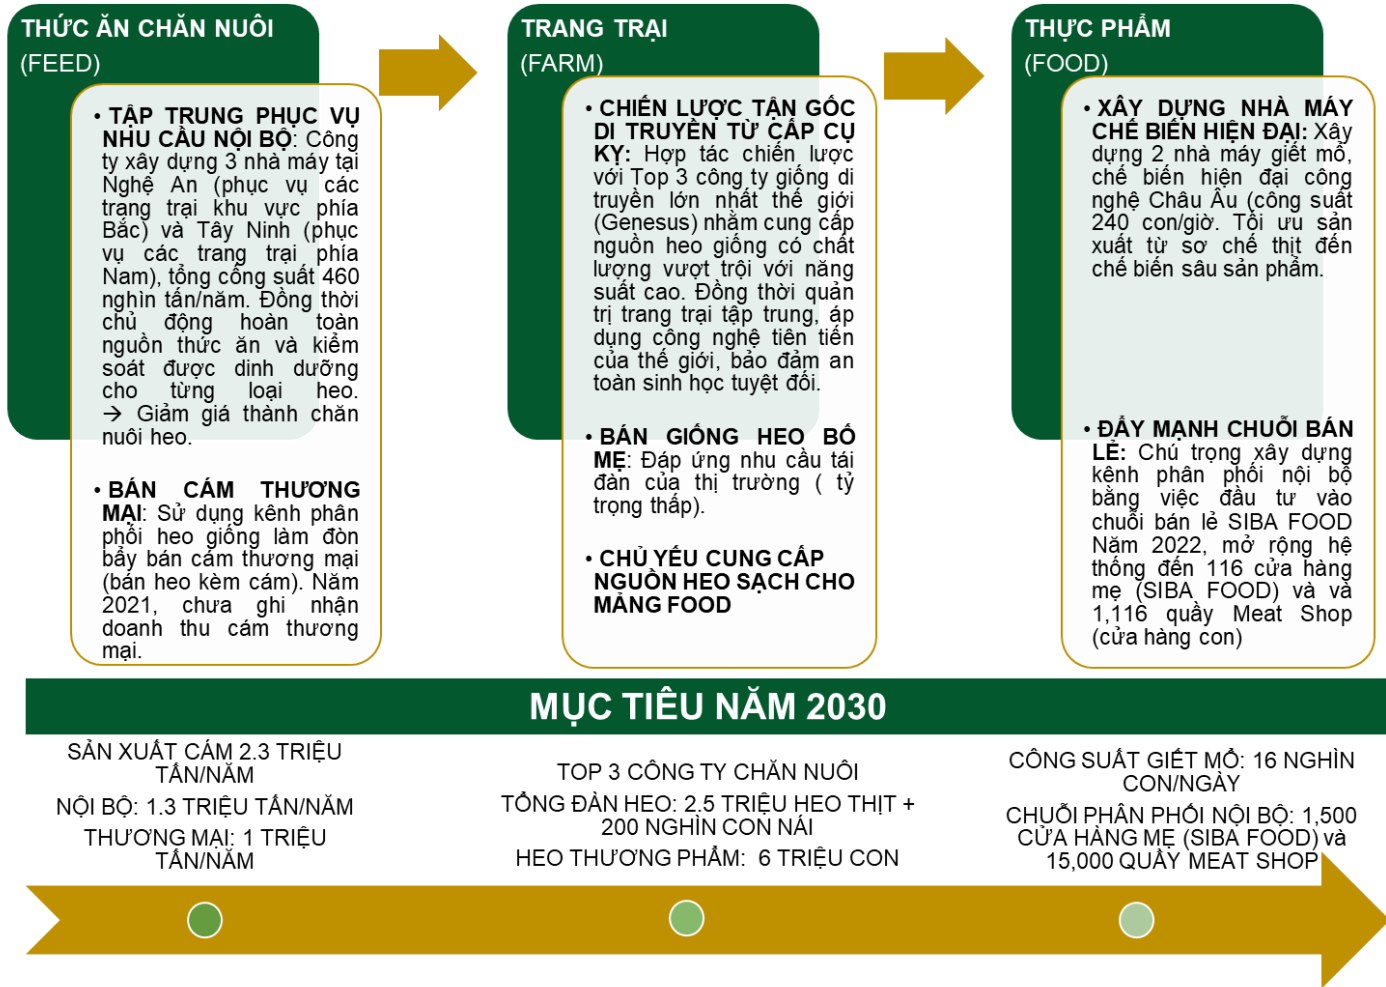 THỨC ĂN CHĂN NUÔI
(FEED)
• TẬP TRUNG PHỤC VỤ
NHU CẦU NỘI BỘ: Công
ty xây dựng 3 nhà máy tại
Nghệ An (phục vụ các
trang trại khu vực phía
Bắc) và Tây Ninh (phục
vụ các trang trại phía
Nam), tổng công suất 460
nghìn tấn/năm. Đồng thời
chủ động hoàn toàn
nguồn thức ăn và kiểm
soát được dinh dưỡng
cho từng loại heo.
→ Giảm giá thành chăn
nuôi heo.
• BÁN CÁM THƯƠNG
MẠI: Sử dụng kênh phân
phối heo giống làm đòn
bẩy bán cám thương mại
(bán heo kèm cám). Năm
2021, chưa ghi nhận
doanh thu cám thương
mại.
TRANG TRẠI
(FARM)
• CHIẾN LƯỢC TẬN GỐC
DI TRUYỀN TỪ CẤP CỤ
KỴ: Hợp tác chiến lược
với Top 3 công ty giống di
truyền lớn nhất thế giới
(Genesus) nhằm cung cấp
nguồn heo giống có chất
lượng vượt trội với năng
suất cao. Đồng thời quản
trị trang trại tập trung, áp
dụng công nghệ tiên tiến
của thế giới, bảo đảm an
toàn sinh học tuyệt đối.
• BÁN GIỐNG HEO BỐ
MẸ: Đáp ứng nhu cầu tái
đàn của thị trường ( tỷ
trọng thấp).
• CHỦ YẾU CUNG CẤP
NGUỒN HEO SẠCH CHO
MẢNG FOOD
THỰC PHẨM
(FOOD)
• XÂY DỰNG NHÀ MÁY
CHẾ BIẾN HIỆN ĐẠI: Xây
dựng 2 nhà máy giết mổ,
chế biến hiện đại công
nghệ Châu Âu (công suất
240 con/giờ. Tối ưu sản
xuất từ sơ chế thịt đến
chế biến sâu sản phẩm.
• ĐẨY MẠNH CHUỖI BÁN
LẺ: Chú trọng xây dựng
kênh phân phối nội bộ
bằng việc đầu tư vào
chuỗi bán lẻ SIBA FOOD
Năm 2022, mở rộng hệ
thống đến 116 cửa hàng
mẹ (SIBA FOOD) và và
1,116 quầy Meat Shop
(cửa hàng con)
MỤC TIÊU NĂM 2030
SẢN XUẤT CÁM 2.3 TRIỆU
TẤN/NĂM
NỘI BỘ: 1.3 TRIỆU TẤN/NĂM
THƯƠNG MẠI: 1 TRIỆU
TẤN/NĂM
TOP 3 CÔNG TY CHĂN NUÔI
TỔNG ĐÀN HEO: 2.5 TRIỆU HEO THỊT +
200 NGHÌN CON NÁI
HEO THƯƠNG PHẨM: 6 TRIỆU CON
CÔNG SUẤT GIẾT MỔ: 16 NGHÌN
CON/NGÀY
CHUỖI PHÂN PHỐI NỘI BỘ: 1,500
CỬA HÀNG MẸ (SIBA FOOD) và
15,000 QUẦY MEAT SHOP